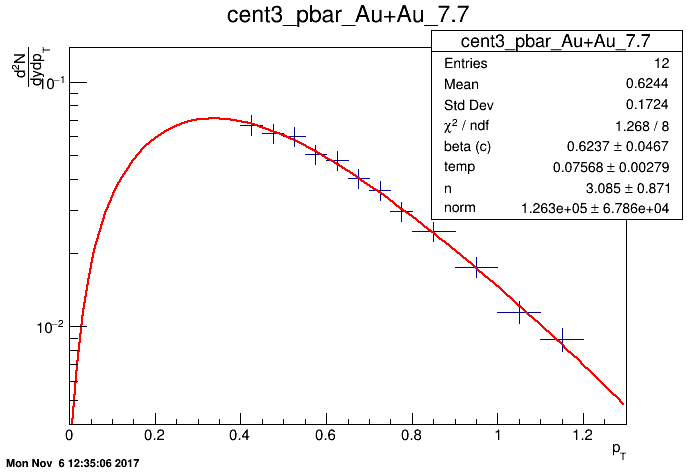 cent3_pbar_Au+Au_7.7
d²N
dydp_T
cent3_pbar_Au+Au_7.7
Entries 12
Mean 0.6244
Std Dev 0.1724
χ² / ndf 1.268 / 8
beta (c) 0.6237 ± 0.0467
temp 0.07568 ± 0.00279
n 3.085 ± 0.871
norm 1.263e+05 ± 6.786e+04
10⁻¹
10⁻²
0 0.2 0.4 0.6 0.8 1 1.2
p_T
Mon Nov 6 12:35:06 2017